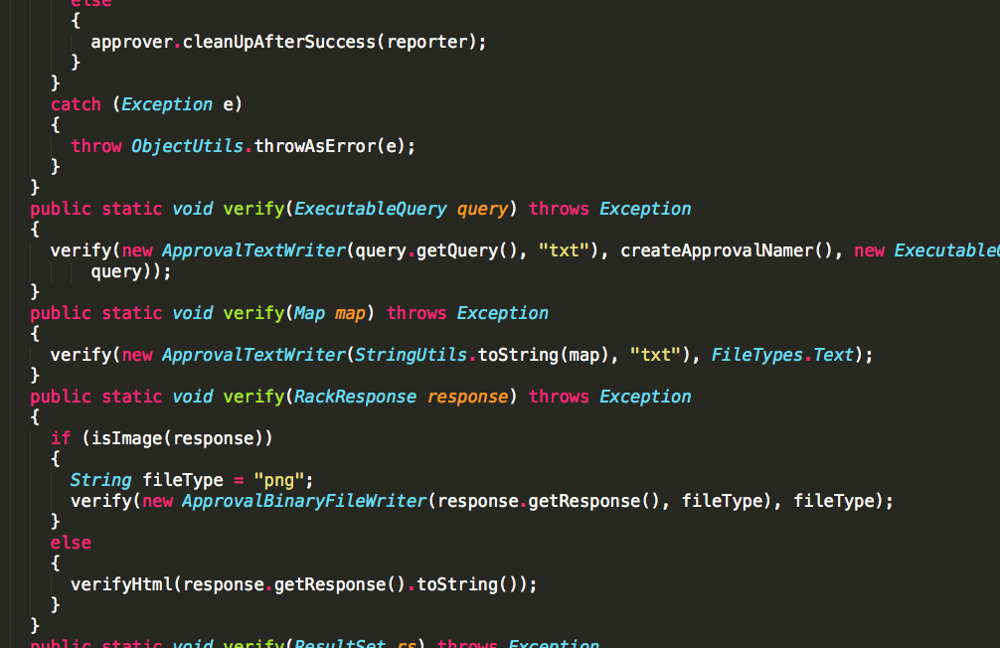 else
{
approver.cleanUpAfterSuccess(reporter);
}
}
catch (Exception e)
{
throw ObjectUtils.throwAsError(e);
}
}
public static void verify(ExecutableQuery query) throws Exception
{
verify(new ApprovalTextWriter(query.getQuery(), "txt"), createApprovalNamer(), new Executable
query));
}
public static void verify(Map map) throws Exception
{
verify(new ApprovalTextWriter(StringUtils.toString(map), "txt"), FileTypes.Text);
}
public static void verify(RackResponse response) throws Exception
{
if (isImage(response))
{
String fileType = "png";
verify(new ApprovalBinaryFileWriter(response.getResponse(), fileType), fileType);
}
else
{
verifyHtml(response.getResponse().toString());
}
}
public static void verify(ResultSet rs) throws Exception